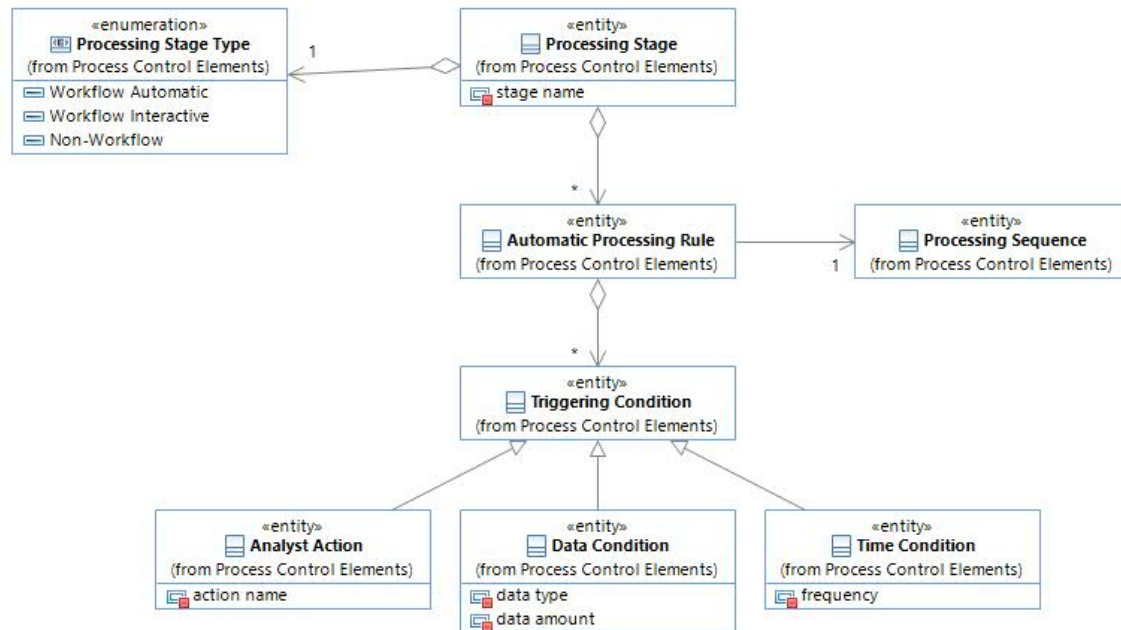 «enumeration»
Processing Stage Type
(from Process Control Elements)
Workflow Automatic
Workflow Interactive
Non-Workflow
1
«entity»
Processing Stage
(from Process Control Elements)
stage name
*
«entity»
Automatic Processing Rule
(from Process Control Elements)
1
«entity»
Processing Sequence
(from Process Control Elements)
*
«entity»
Triggering Condition
(from Process Control Elements)
«entity»
Analyst Action
(from Process Control Elements)
action name
«entity»
Data Condition
(from Process Control Elements)
data type
data amount
«entity»
Time Condition
(from Process Control Elements)
frequency